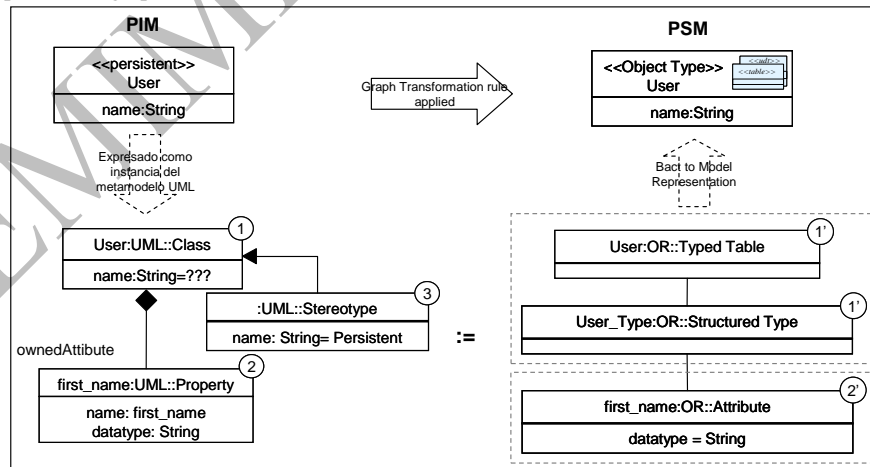 PIM
PSM
<<persistent>>
User
name:String
Graph Transformation rule
applied
<<Object Type>>
User
<<udt>>
<<table>>
name:String
Expresado como
instancia del
metamodelo UML
Bact to Model
Representation
1
User:UML::Class
name:String=???
3
:UML::Stereotype
name: String= Persistent
ownedAttibute
2
first_name:UML::Property
name: first_name
datatype: String
:=
1'
User:OR::Typed Table
1'
User_Type:OR::Structured Type
2'
first_name:OR::Attribute
datatype = String